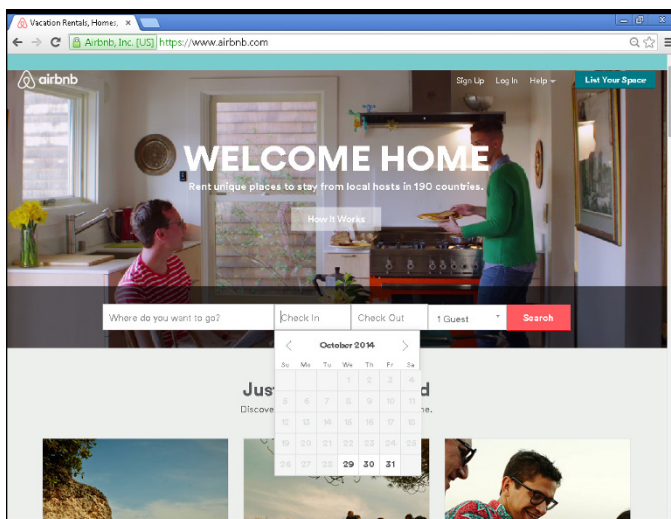 Vacation Rentals, Homes,
Airbnb, Inc. [US] https://www.airbnb.com
airbnb
Sign Up Log In Help List Your Space
WELCOME HOME
Rent unique places to stay from local hosts in 190 countries.
How It Works
Where do you want to go? Check In Check Out 1 Guest Search
October 2014
Su Mo Tu We Th Fr Sa
1 2 3 4
5 6 7 8 9 10 11
12 13 14 15 16 17 18
19 20 21 22 23 24 25
26 27 28 29 30 31
Jus d
Discove ne.